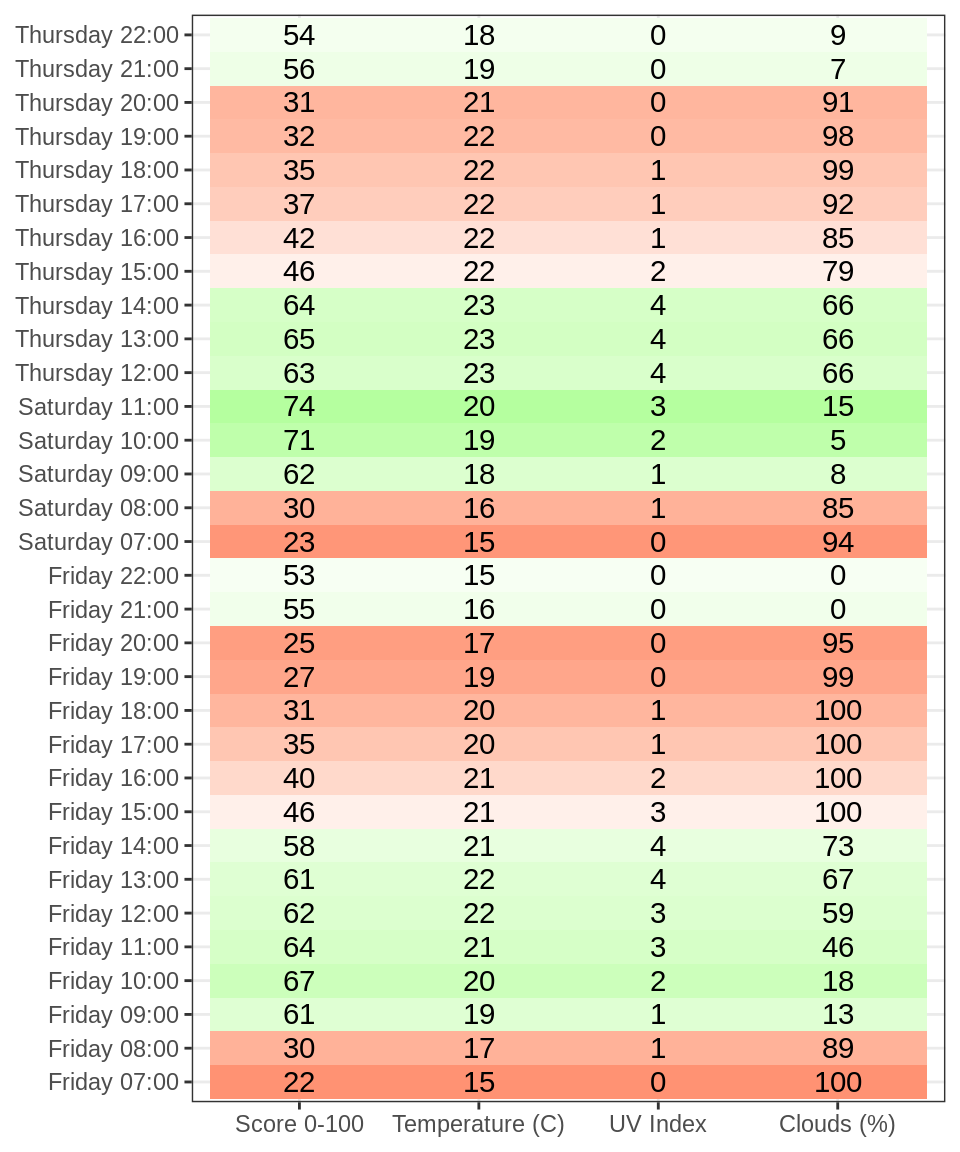 Thursday 22:00 54 18 0 9
Thursday 21:00 56 19 0 7
Thursday 20:00 31 21 0 91
Thursday 19:00 32 22 0 98
Thursday 18:00 35 22 1 99
Thursday 17:00 37 22 1 92
Thursday 16:00 42 22 1 85
Thursday 15:00 46 22 2 79
Thursday 14:00 64 23 4 66
Thursday 13:00 65 23 4 66
Thursday 12:00 63 23 4 66
Saturday 11:00 74 20 3 15
Saturday 10:00 71 19 2 5
Saturday 09:00 62 18 1 8
Saturday 08:00 30 16 1 85
Saturday 07:00 23 15 0 94
Friday 22:00 53 15 0 0
Friday 21:00 55 16 0 0
Friday 20:00 25 17 0 95
Friday 19:00 27 19 0 99
Friday 18:00 31 20 1 100
Friday 17:00 35 20 1 100
Friday 16:00 40 21 2 100
Friday 15:00 46 21 3 100
Friday 14:00 58 21 4 73
Friday 13:00 61 22 4 67
Friday 12:00 62 22 3 59
Friday 11:00 64 21 3 46
Friday 10:00 67 20 2 18
Friday 09:00 61 19 1 13
Friday 08:00 30 17 1 89
Friday 07:00 22 15 0 100
Score 0-100 Temperature (C) UV Index Clouds (%)